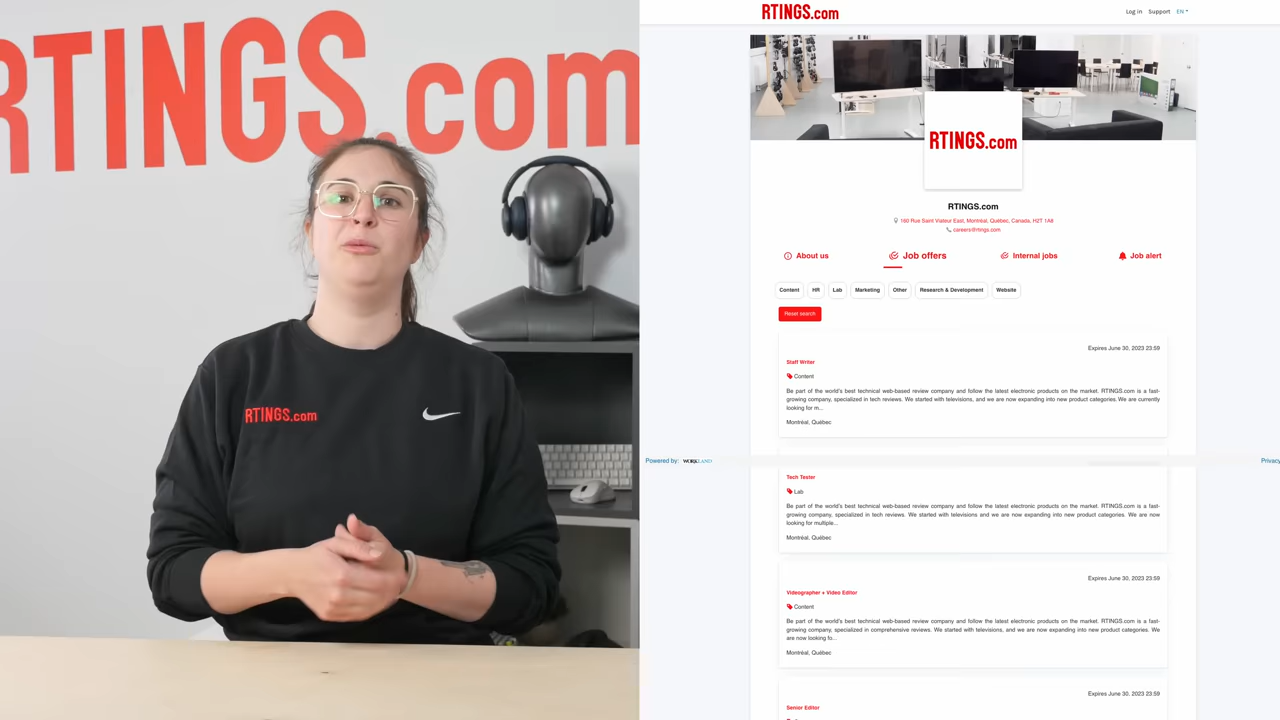 RTINGS.com
RTINGS.com
RTINGS.com
Log in Support EN
RTINGS.com
RTINGS.com
160 Rue Saint Viateur East, Montréal, Québec, Canada, H2T 1A8
careers@rtings.com
About us Job offers Internal jobs Job alert
Content HR Lab Marketing Other Research & Development Website
Reset search
Expires June 30, 2023 23:59
Staff Writer
Content
Be part of the world's best technical web-based review company and follow the latest electronic products on the market. RTINGS.com is a fast-
growing company, specialized in tech reviews. We started with televisions, and we are now expanding into new product categories. We are currently
looking for m...
Montréal, Québec
Powered by: WORKLAND Privacy
Tech Tester
Lab
Be part of the world's best technical web-based review company and follow the latest electronic products on the market. RTINGS.com is a fast-
growing company, specialized in tech reviews. We started with televisions and we are now expanding into new product categories. We are now
looking for multiple...
Montréal, Québec
Expires June 30, 2023 23:59
Videographer + Video Editor
Content
Be part of the world's best technical web-based review company and follow the latest electronic products on the market. RTINGS.com is a fast-
growing company, specialized in comprehensive reviews. We started with televisions, and we are now expanding into new product categories. We
are now looking fo...
Montréal, Québec
Expires June 30, 2023 23:59
Senior Editor